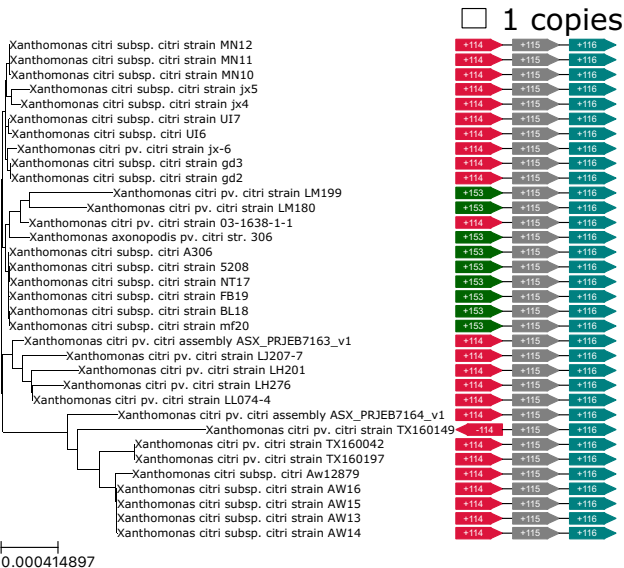 1 copies
Xanthomonas citri subsp. citri strain MN12 +114 +115 +116
Xanthomonas citri subsp. citri strain MN11 +114 +115 +116
Xanthomonas citri subsp. citri strain MN10 +114 +115 +116
Xanthomonas citri subsp. citri strain jx5 +114 +115 +116
Xanthomonas citri subsp. citri strain jx4 +114 +115 +116
Xanthomonas citri subsp. citri strain UI7 +114 +115 +116
Xanthomonas citri subsp. citri UI6 +114 +115 +116
Xanthomonas citri pv. citri strain jx-6 +114 +115 +116
Xanthomonas citri subsp. citri strain gd3 +114 +115 +116
Xanthomonas citri subsp. citri strain gd2 +114 +115 +116
Xanthomonas citri pv. citri strain LM199 +153 +115 +116
Xanthomonas citri pv. citri strain LM180 +153 +115 +116
Xanthomonas citri pv. citri strain 03-1638-1-1 +114 +115 +116
Xanthomonas axonopodis pv. citri str. 306 +153 +115 +116
Xanthomonas citri subsp. citri A306 +153 +115 +116
Xanthomonas citri subsp. citri strain 5208 +153 +115 +116
Xanthomonas citri subsp. citri strain NT17 +153 +115 +116
Xanthomonas citri subsp. citri strain FB19 +153 +115 +116
Xanthomonas citri subsp. citri strain BL18 +153 +115 +116
Xanthomonas citri subsp. citri strain mf20 +153 +115 +116
Xanthomonas citri pv. citri assembly ASX_PRJEB7163_v1 +114 +115 +116
Xanthomonas citri pv. citri strain LJ207-7 +114 +115 +116
Xanthomonas citri pv. citri strain LH201 +114 +115 +116
Xanthomonas citri pv. citri strain LH276 +114 +115 +116
Xanthomonas citri pv. citri strain LL074-4 +114 +115 +116
Xanthomonas citri pv. citri assembly ASX_PRJEB7164_v1 +114 +115 +116
Xanthomonas citri pv. citri strain TX160149 -114 +115 +116
Xanthomonas citri pv. citri strain TX160042 +114 +115 +116
Xanthomonas citri pv. citri strain TX160197 +114 +115 +116
Xanthomonas citri subsp. citri Aw12879 +114 +115 +116
Xanthomonas citri subsp. citri strain AW16 +114 +115 +116
Xanthomonas citri subsp. citri strain AW15 +114 +115 +116
Xanthomonas citri subsp. citri strain AW13 +114 +115 +116
Xanthomonas citri subsp. citri strain AW14 +114 +115 +116
0.000414897